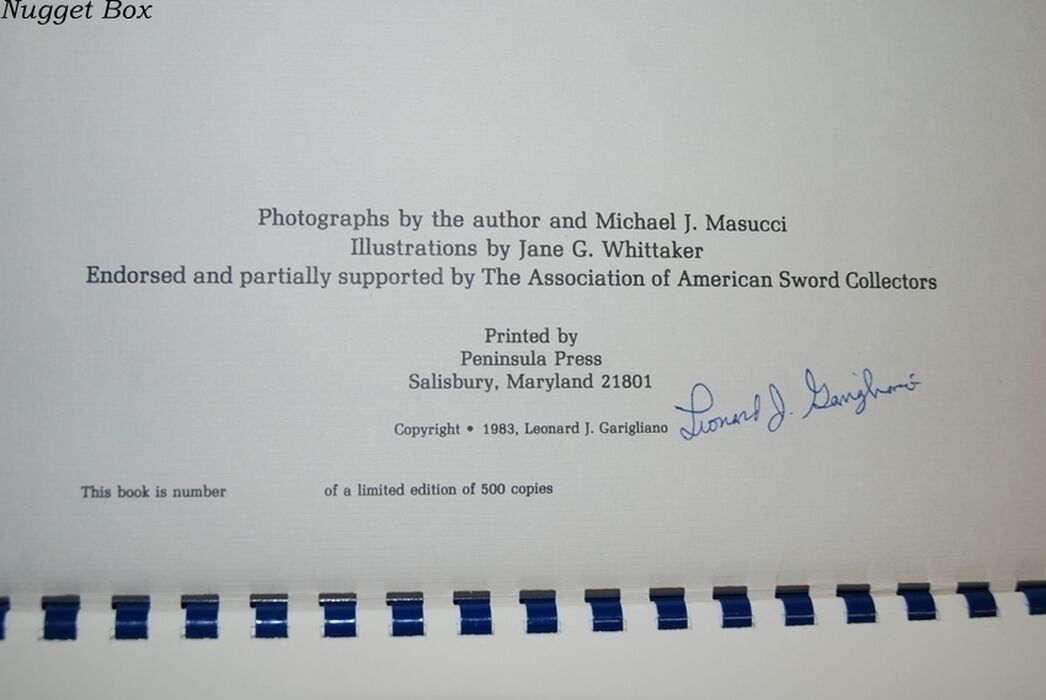 Nugget Box
Photographs by the author and Michael J. Masucci
Illustrations by Jane G. Whittaker
Endorsed and partially supported by The Association of American Sword Collectors
Printed by
Peninsula Press
Salisbury, Maryland 21801
Copyright • 1983, Leonard J. Garigliano
Leonard J. Garigliano
This book is number of a limited edition of 500 copies